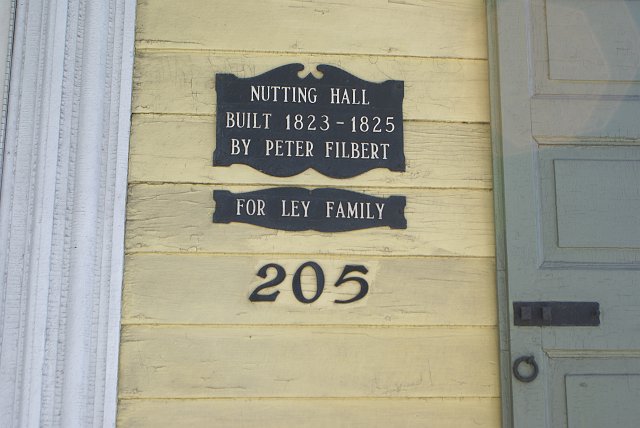 NUTTING HALL
BUILT 1823-1825
BY PETER FILBERT
FOR LEY FAMILY
205